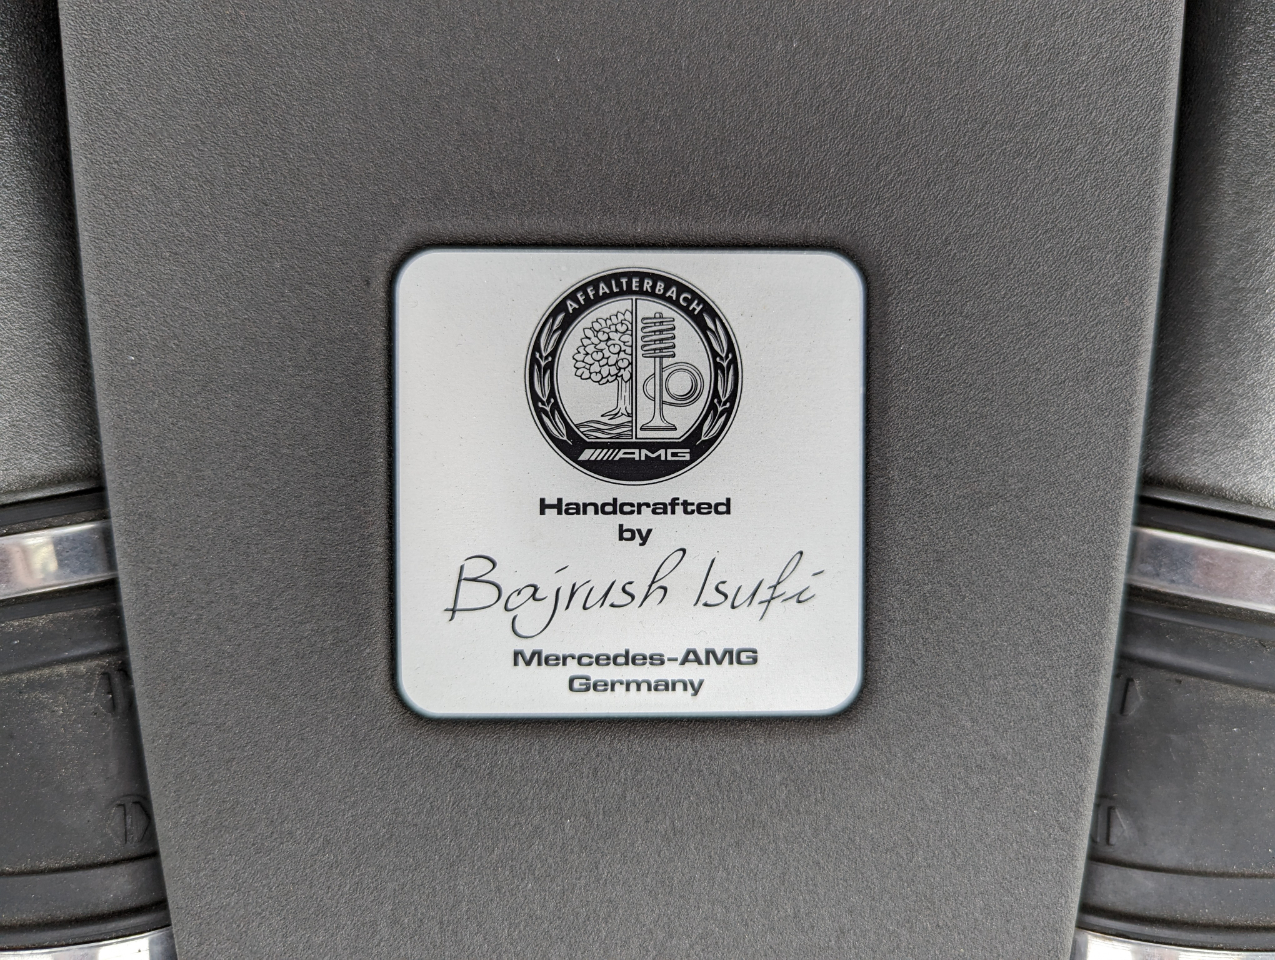 AFFALTERBACH
AMG
Handcrafted
by
Bajrush Isufi
Mercedes-AMG
Germany